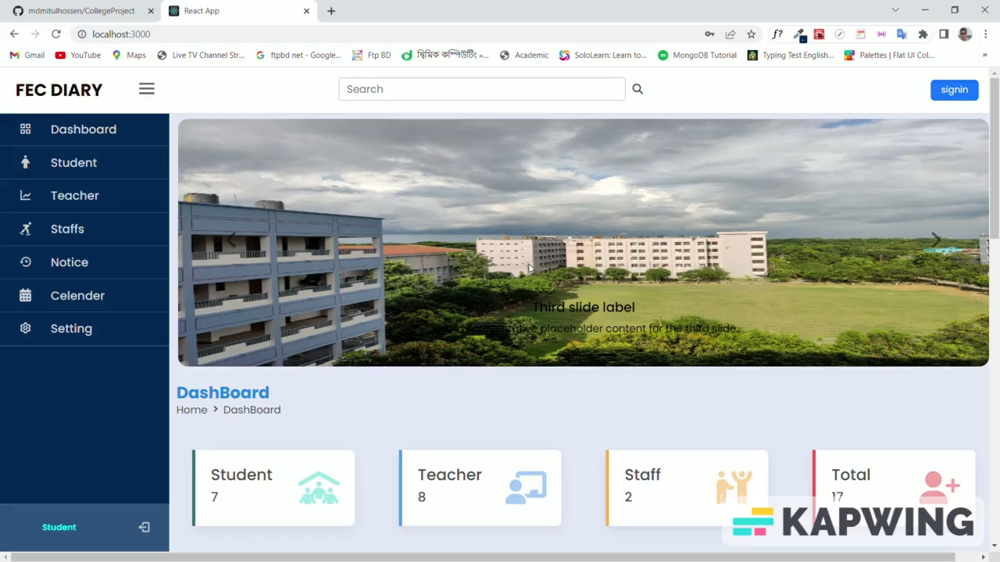 mdmitulhossen/CollegeProject
React App
localhost:3000
Gmail
YouTube
Maps
Live TV Channel Str...
ftpbd net - Google...
Ftp BD
দ্বিমিক কম্পিউটিং »...
Academic
SoloLearn: Learn to...
MongoDB Tutorial
Typing Test English...
Palettes | Flat UI Col...
FEC DIARY
Search
signin
Dashboard
Student
Teacher
Staffs
Notice
Celender
Setting
Student
Third slide label
placeholder content for the third slide.
DashBoard
Home > DashBoard
Student
7
Teacher
8
Staff
2
Total
17
KAPWING